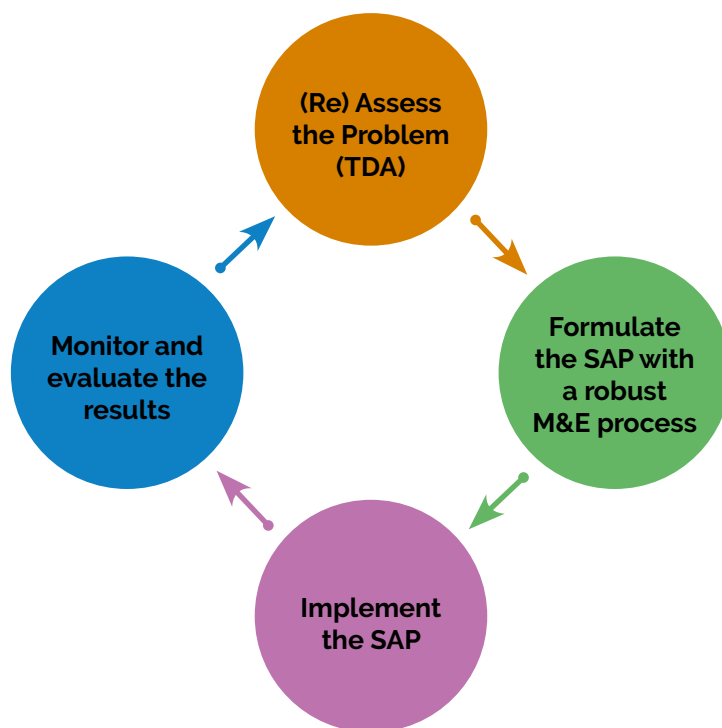 (Re) Assess
the Problem
(TDA)
Formulate
the SAP with
a robust
M&E process
Implement
the SAP
Monitor and
evaluate the
results